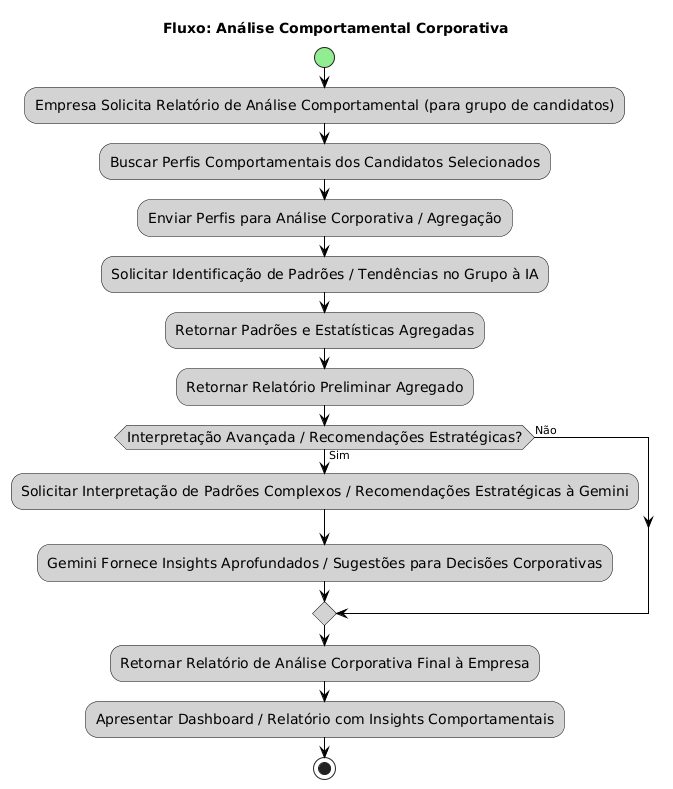 Fluxo: Análise Comportamental Corporativa
Empresa Solicita Relatório de Análise Comportamental (para grupo de candidatos)
Buscar Perfis Comportamentais dos Candidatos Selecionados
Enviar Perfis para Análise Corporativa / Agregação
Solicitar Identificação de Padrões / Tendências no Grupo à IA
Retornar Padrões e Estatísticas Agregadas
Retornar Relatório Preliminar Agregado
Interpretação Avançada / Recomendações Estratégicas?
Não
Sim
Solicitar Interpretação de Padrões Complexos / Recomendações Estratégicas à Gemini
Gemini Fornece Insights Aprofundados / Sugestões para Decisões Corporativas
Retornar Relatório de Análise Corporativa Final à Empresa
Apresentar Dashboard / Relatório com Insights Comportamentais